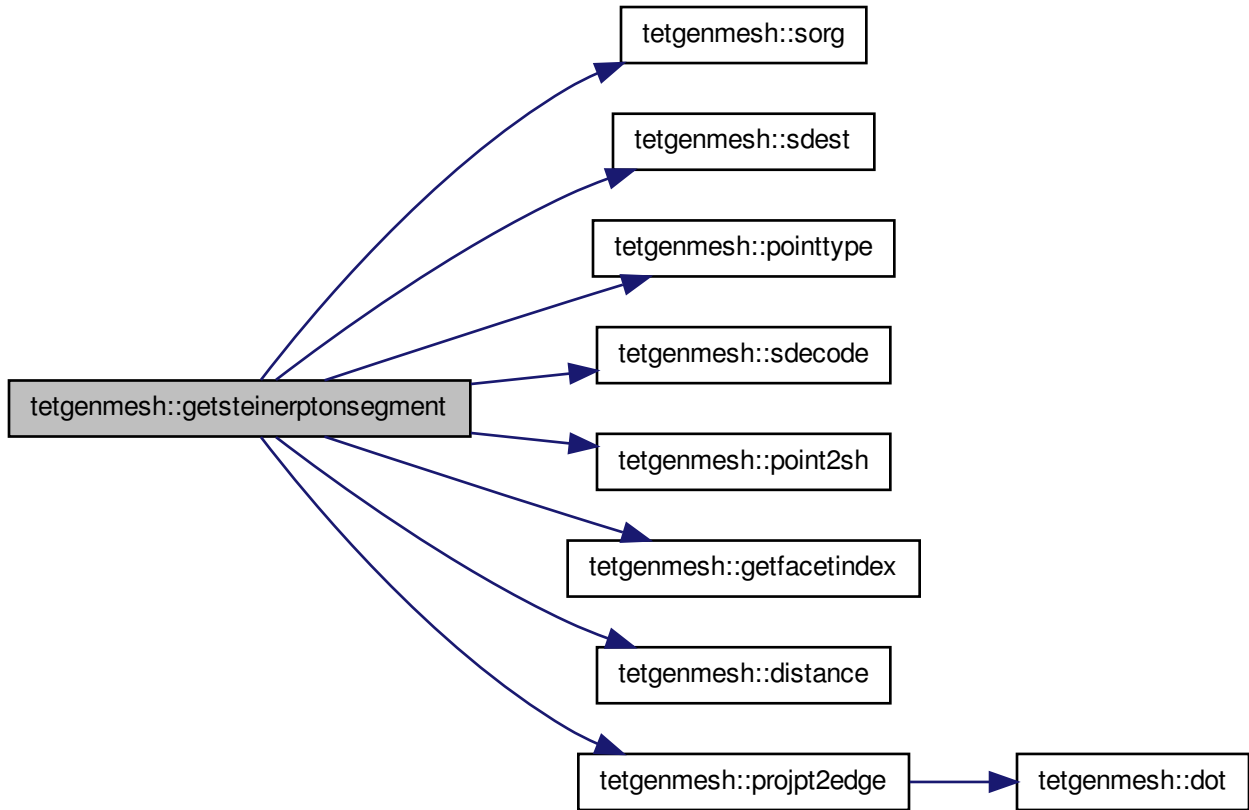 tetgenmesh::sorg
tetgenmesh::sdest
tetgenmesh::pointtype
tetgenmesh::sdecode
tetgenmesh::getsteinerptonsegment
tetgenmesh::point2sh
tetgenmesh::getfacetindex
tetgenmesh::distance
tetgenmesh::projpt2edge
tetgenmesh::dot